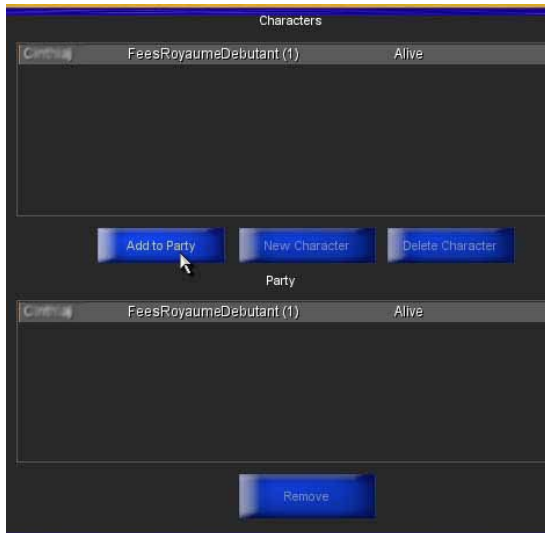 Characters
FeesRoyaumeDebutant (1) Alive
Add to Party New Character Delete Character
Party
FeesRoyaumeDebutant (1) Alive
Remove